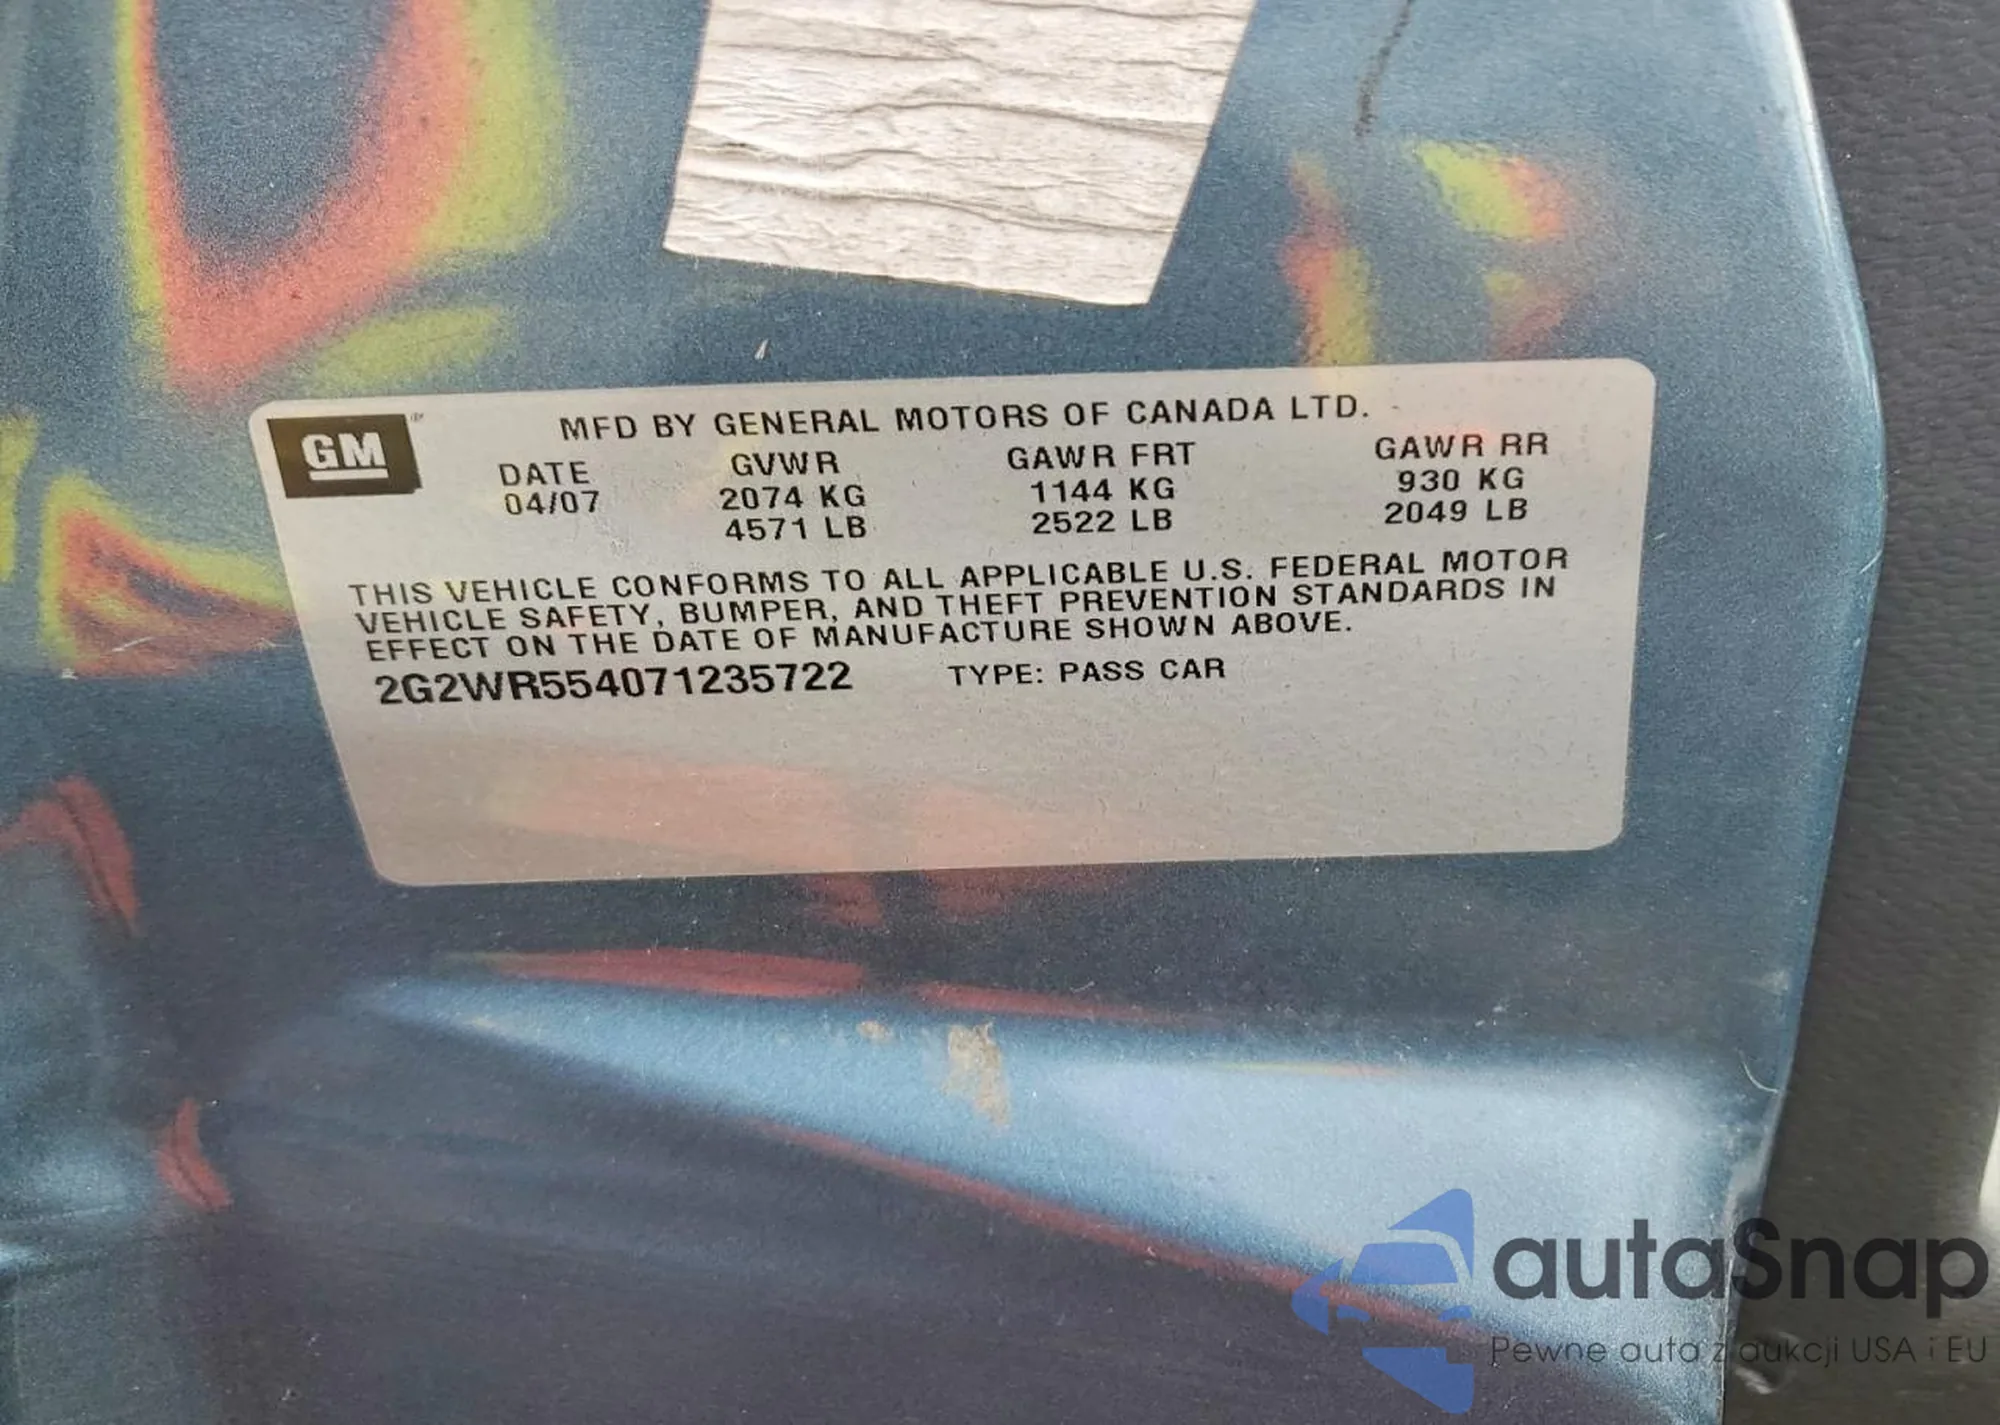 GM
MFD BY GENERAL MOTORS OF CANADA LTD.
DATE GVWR GAWR FRT GAWR RR
04/07 2074 KG 1144 KG 930 KG
4571 LB 2522 LB 2049 LB
THIS VEHICLE CONFORMS TO ALL APPLICABLE U.S. FEDERAL MOTOR
VEHICLE SAFETY, BUMPER, AND THEFT PREVENTION STANDARDS IN
EFFECT ON THE DATE OF MANUFACTURE SHOWN ABOVE.
2G2WR554071235722 TYPE: PASS CAR
autaSnap
Pewne auta z aukcji USA i EU